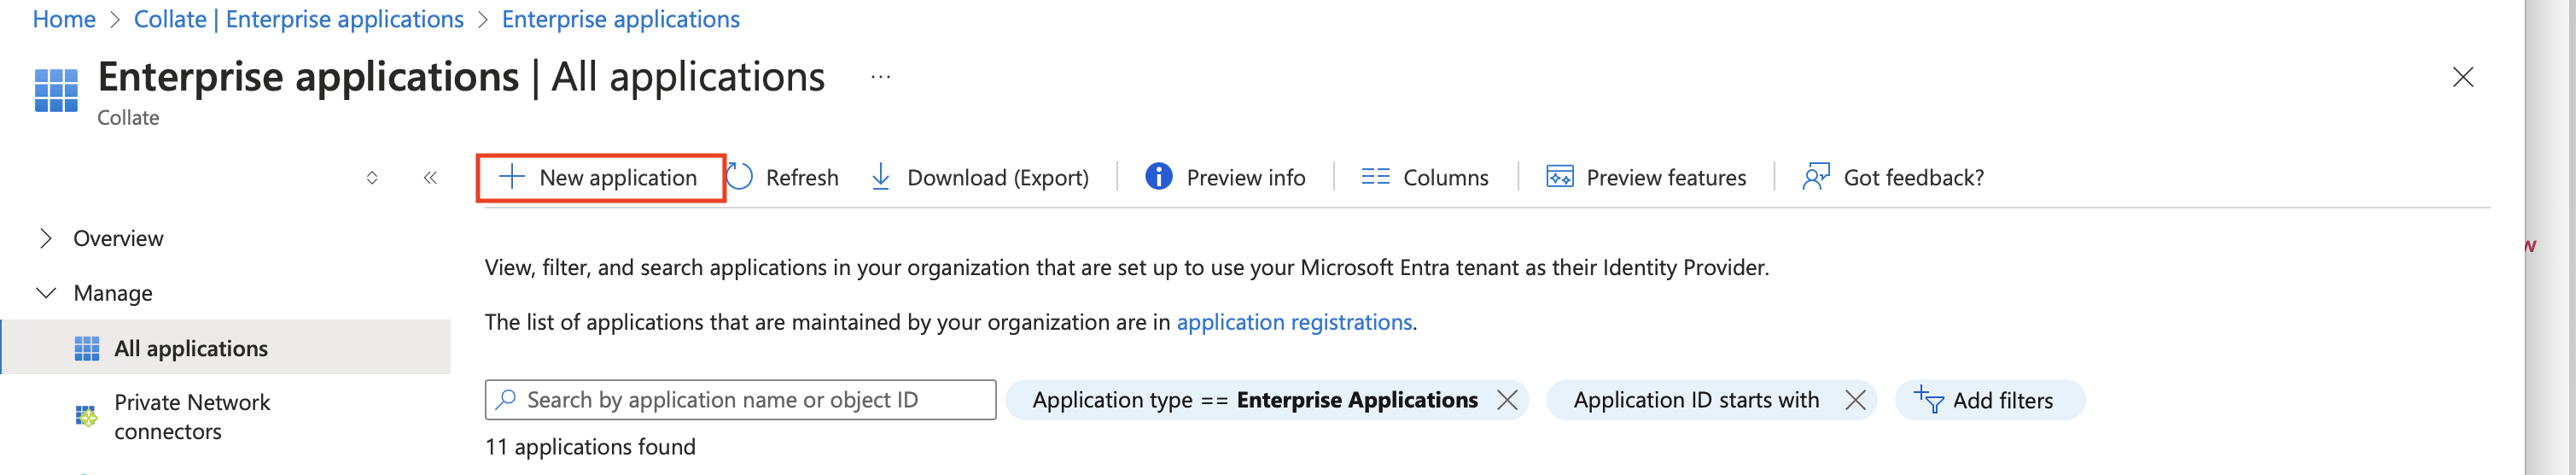 Home > Collate | Enterprise applications > Enterprise applications
Enterprise applications | All applications ...
Collate
New application Refresh Download (Export) Preview info Columns Preview features Got feedback?
Overview
Manage
All applications
Private Network
connectors
View, filter, and search applications in your organization that are set up to use your Microsoft Entra tenant as their Identity Provider.
The list of applications that are maintained by your organization are in application registrations.
Search by application name or object ID Application type == Enterprise Applications Application ID starts with Add filters
11 applications found
w